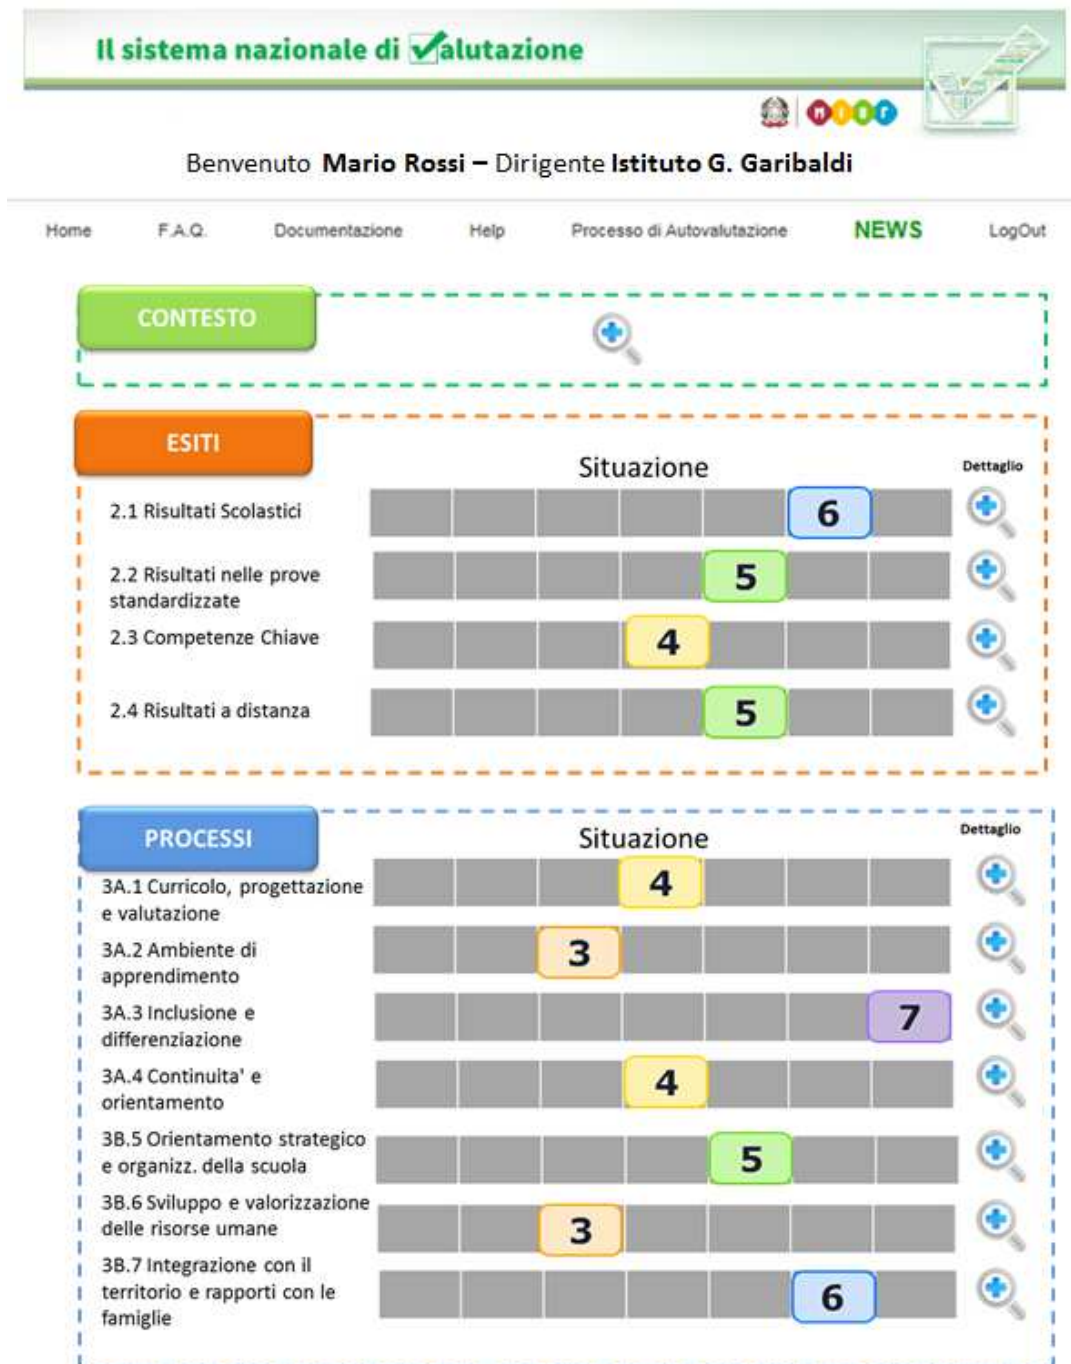 Il sistema nazionale di Valutazione
MIUR
Benvenuto Mario Rossi – Dirigente Istituto G. Garibaldi
Home F.A.Q. Documentazione Help Processo di Autovalutazione NEWS LogOut
CONTESTO
ESITI
Situazione Dettaglio
2.1 Risultati Scolastici 6
2.2 Risultati nelle prove
standardizzate 5
2.3 Competenze Chiave 4
2.4 Risultati a distanza 5
PROCESSI Situazione Dettaglio
3A.1 Curricolo, progettazione
e valutazione 4
3A.2 Ambiente di
apprendimento 3
3A.3 Inclusione e
differenziazione 7
3A.4 Continuita' e
orientamento 4
3B.5 Orientamento strategico
e organizz. della scuola 5
3B.6 Sviluppo e valorizzazione
delle risorse umane 3
3B.7 Integrazione con il
territorio e rapporti con le
famiglie 6